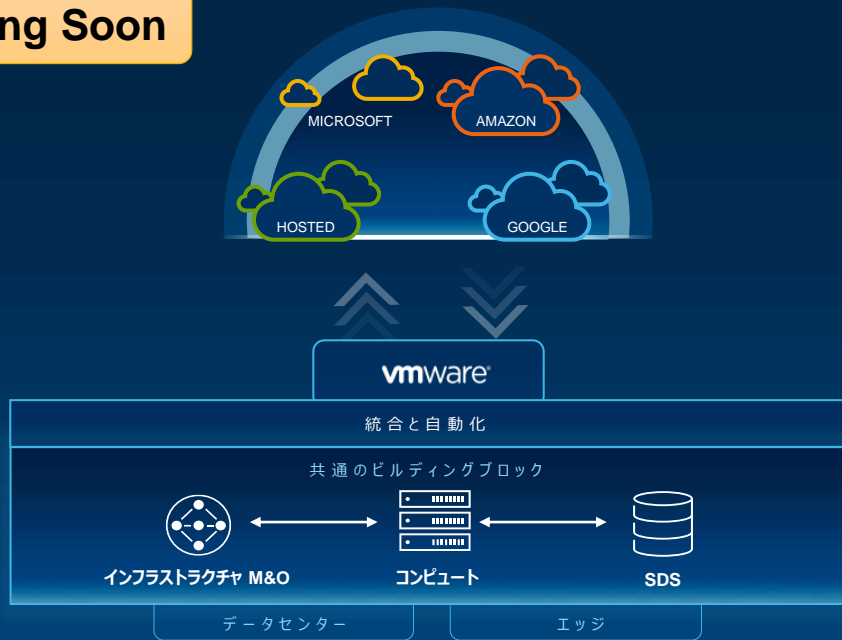 ng Soon
MICROSOFT
AMAZON
HOSTED
GOOGLE
vmware®
統合と自動化
共通のビルディングブロック
インフラストラクチャ M&O
コンピュート
SDS
データセンター
エッジ